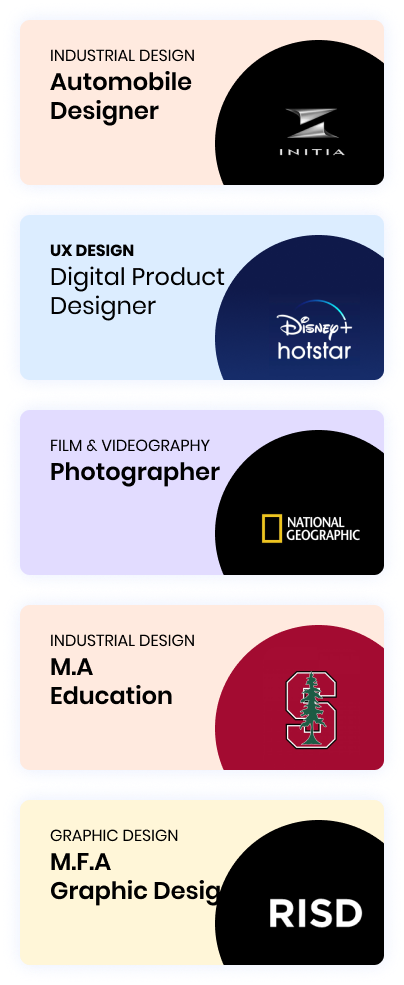 INDUSTRIAL DESIGN
Automobile
Designer
INITIA
UX DESIGN
Digital Product
Designer
Disney+
hotstar
FILM & VIDEOGRAPHY
Photographer
NATIONAL
GEOGRAPHIC
INDUSTRIAL DESIGN
M.A
Education
S
GRAPHIC DESIGN
M.F.A
Graphic Desig
RISD